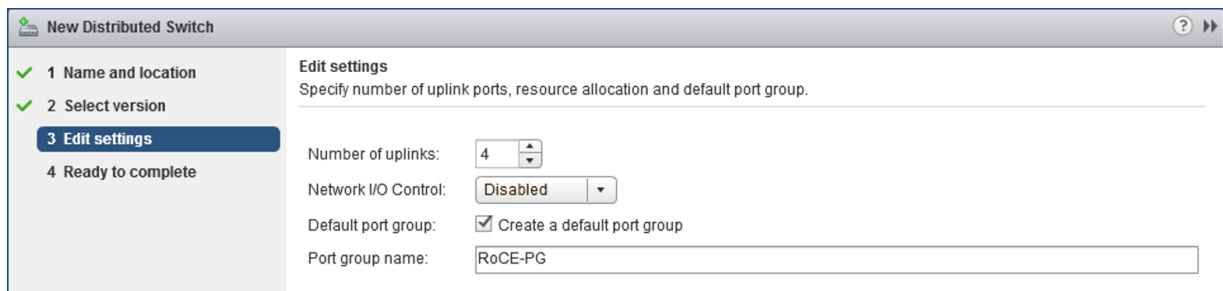 New Distributed Switch
?
1 Name and location
2 Select version
3 Edit settings
4 Ready to complete
Edit settings
Specify number of uplink ports, resource allocation and default port group.
Number of uplinks: 4
Network I/O Control: Disabled
Default port group: Create a default port group
Port group name: RoCE-PG